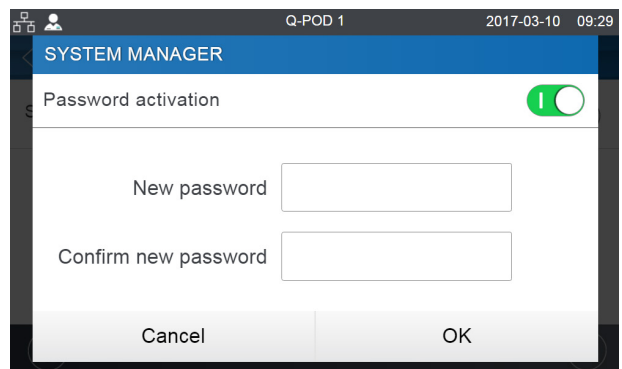 Q-POD 1 2017-03-10 09:29
SYSTEM MANAGER
Password activation
New password
Confirm new password
Cancel OK